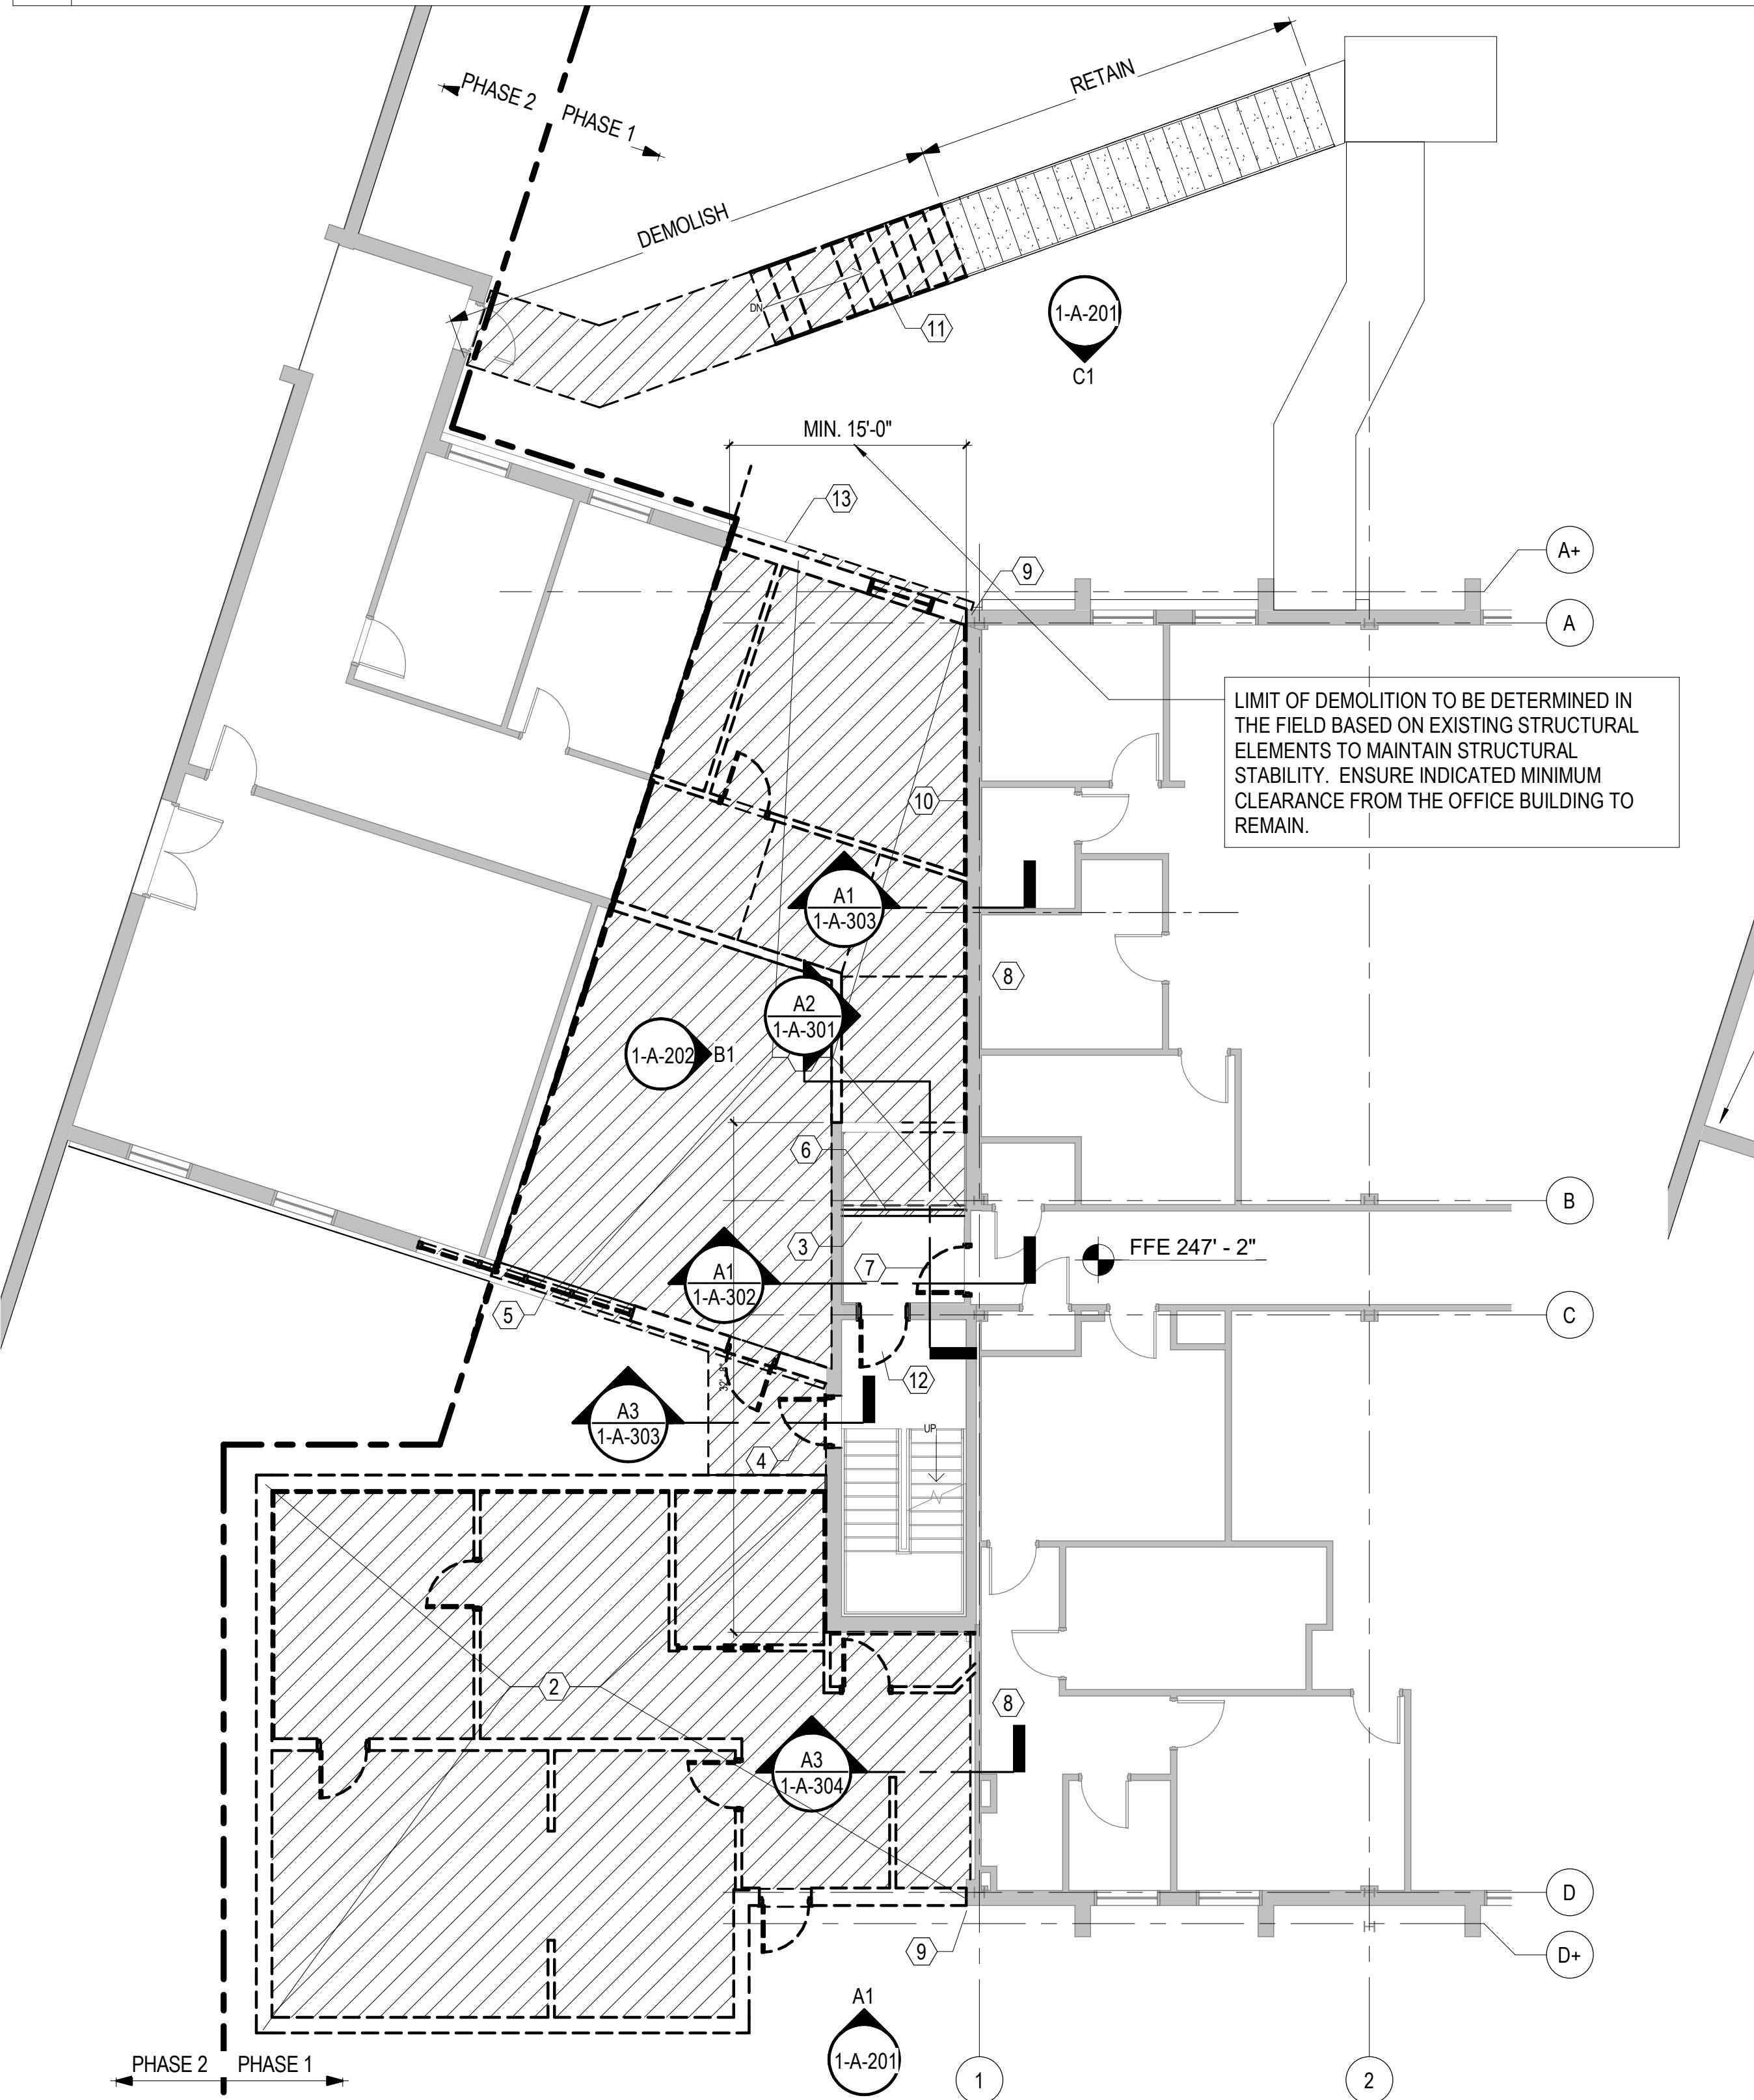 RETAIN
PHASE 2
PHASE 1
DEMOLISH
DN
11
1-A-201
C1
MIN. 15'-0"
13
9
A+
A
LIMIT OF DEMOLITION TO BE DETERMINED IN
THE FIELD BASED ON EXISTING STRUCTURAL
ELEMENTS TO MAINTAIN STRUCTURAL
STABILITY. ENSURE INDICATED MINIMUM
CLEARANCE FROM THE OFFICE BUILDING TO
REMAIN.
10
A1
1-A-303
8
A2
1-A-301
1-A-202
B1
6
B
3
FFE 247' - 2"
7
A1
1-A-302
5
C
12
A3
1-A-303
UP
4
2
8
A3
1-A-304
D
9
D+
A1
1-A-201
PHASE 2
PHASE 1
1
2